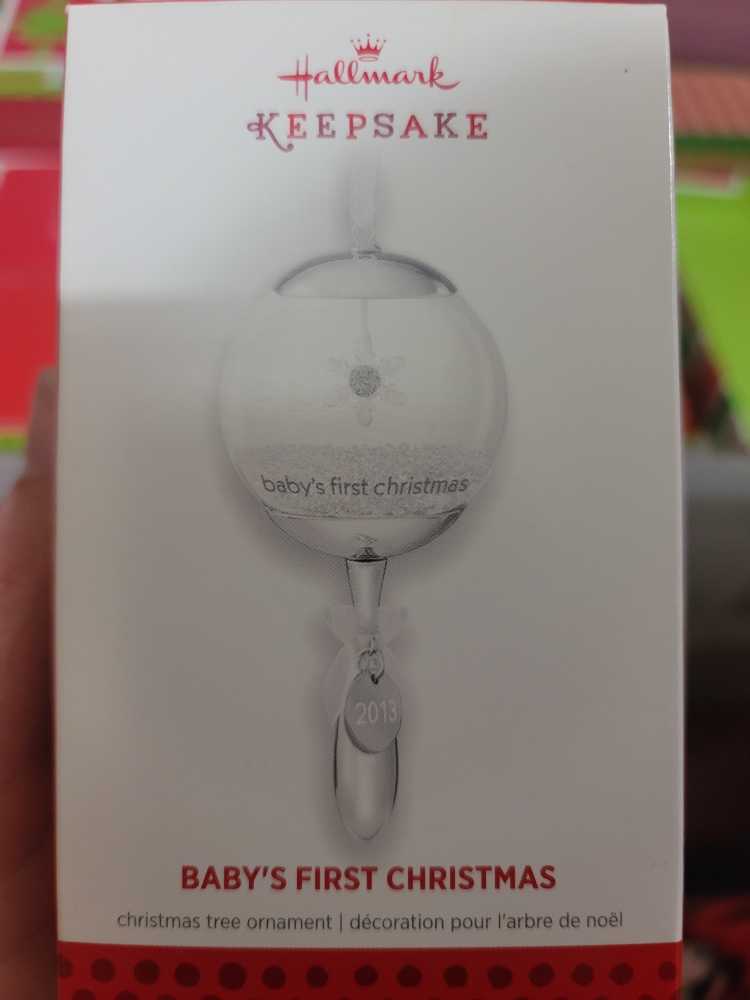 Hallmark
KEEPSAKE
baby's first christmas
2013
BABY'S FIRST CHRISTMAS
christmas tree ornament | décoration pour l'arbre de noël